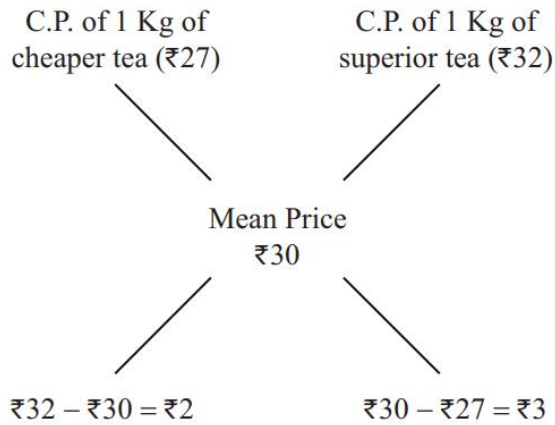 C.P. of 1 Kg of
cheaper tea (₹27)
C.P. of 1 Kg of
superior tea (₹32)
Mean Price
₹30
₹32 – ₹30 = ₹2
₹30 – ₹27 = ₹3